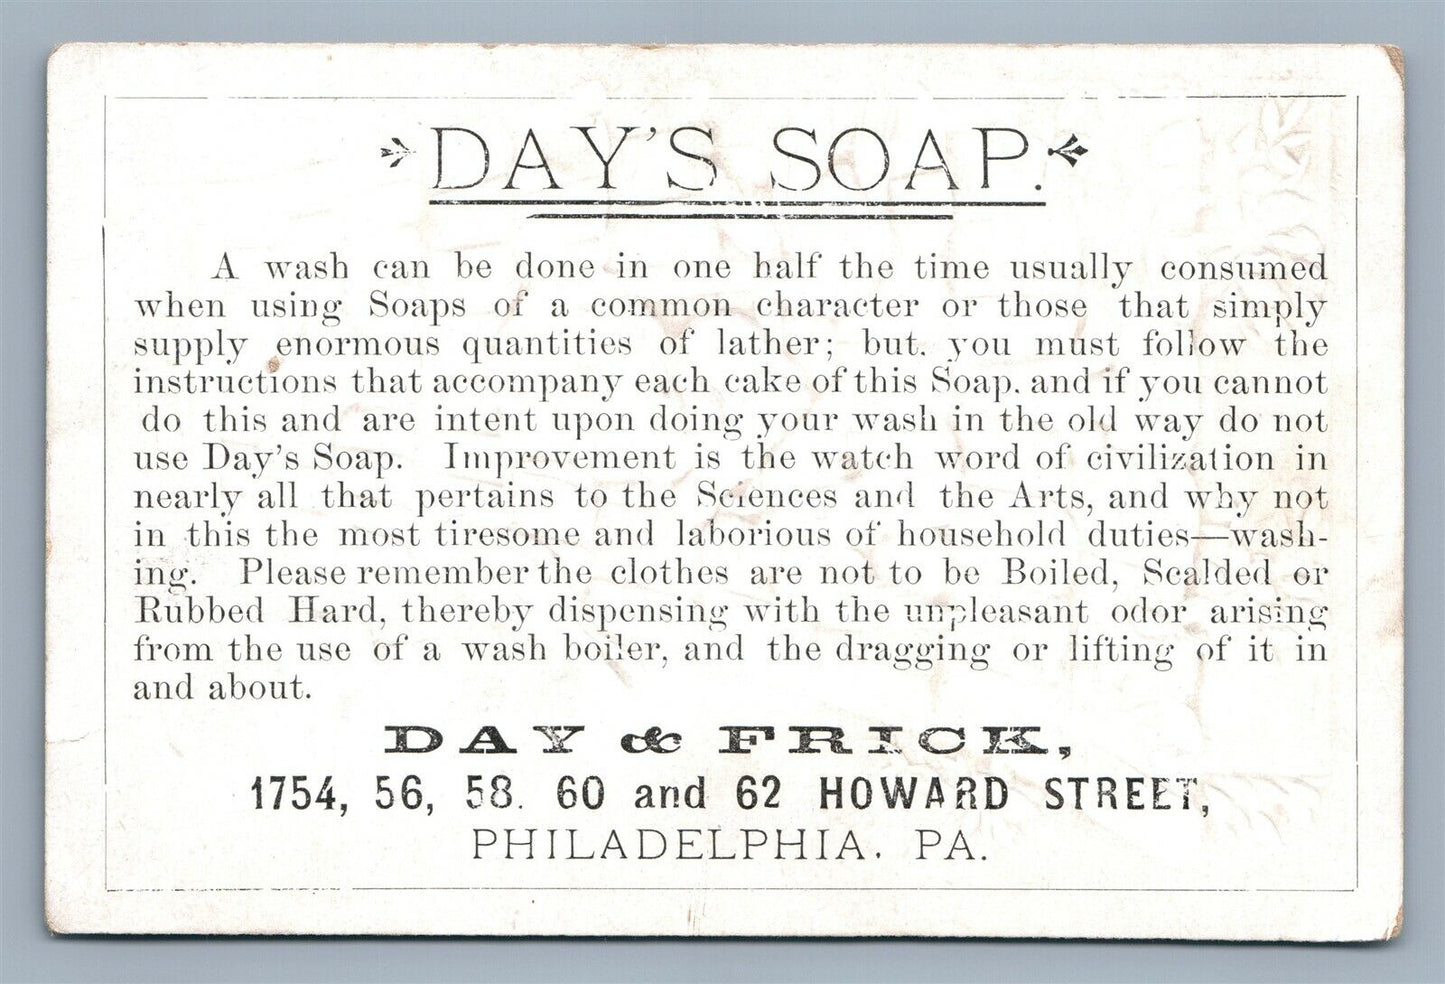 DAY'S SOAP.
A wash can be done in one half the time usually consumed
when using Soaps of a common character or those that simply
supply enormous quantities of lather; but. you must follow the
instructions that accompany each cake of this Soap. and if you cannot
do this and are intent upon doing your wash in the old way do not
use Day's Soap. Improvement is the watch word of civilization in
nearly all that pertains to the Sciences and the Arts, and why not
in this the most tiresome and laborious of household duties—wash-
ing. Please remember the clothes are not to be Boiled, Scalded or
Rubbed Hard, thereby dispensing with the unpleasant odor arising
from the use of a wash boiler, and the dragging or lifting of it in
and about.
DAY & FRICK,
1754, 56, 58. 60 and 62 HOWARD STREET,
PHILADELPHIA. PA.